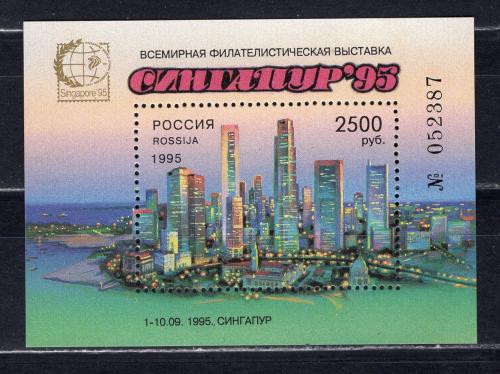 ВСЕМИРНАЯ ФИЛАТЕЛИСТИЧЕСКАЯ ВЫСТАВКА
СИНГАПУР'95
Singapore'95
РОССИЯ
ROSSIJA
1995
2500
руб.
№ 052387
1-10.09. 1995. СИНГАПУР